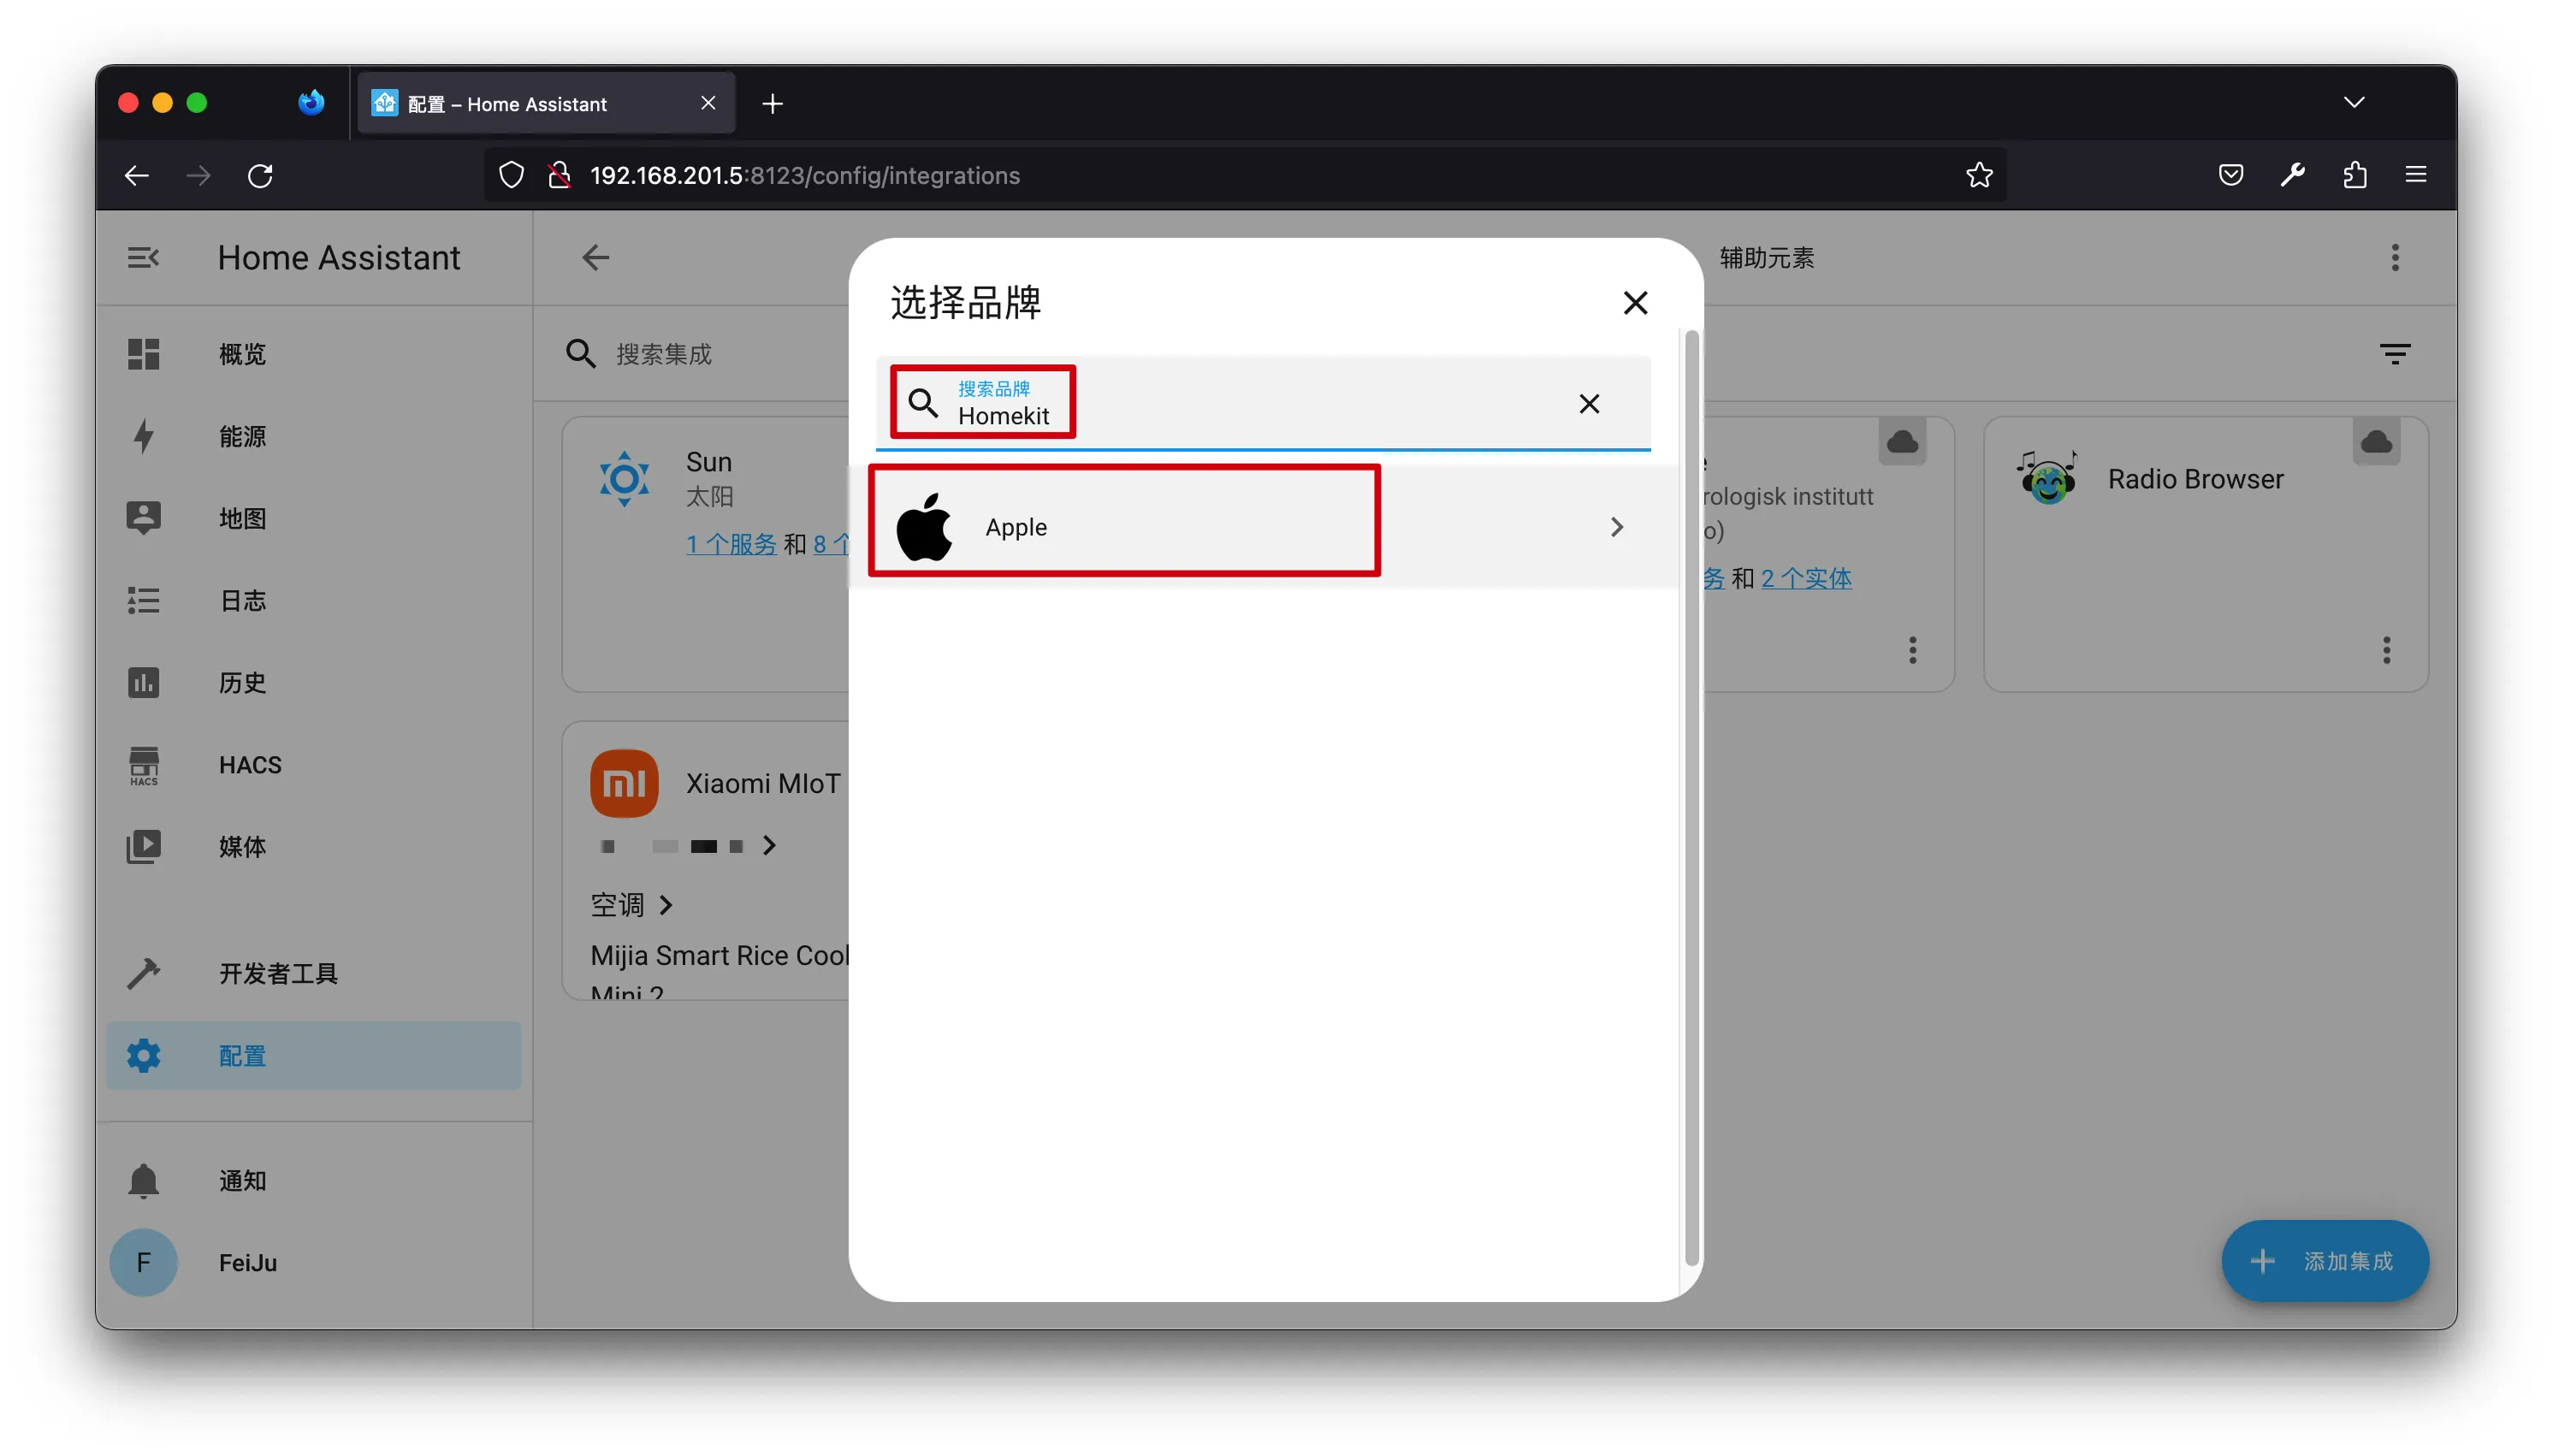 配置 – Home Assistant
192.168.201.5:8123/config/integrations
Home Assistant
概览
能源
地图
日志
历史
HACS
HACS
媒体
开发者工具
配置
通知
F
FeiJu
辅助元素
搜索集成
Sun
太阳
1 个服务 和 8 个
Xiaomi MIoT
空调
Mijia Smart Rice Cool
Mini 2
选择品牌
搜索品牌
Homekit
Apple
rologisk institutt
o)
务 和 2 个实体
Radio Browser
添加集成